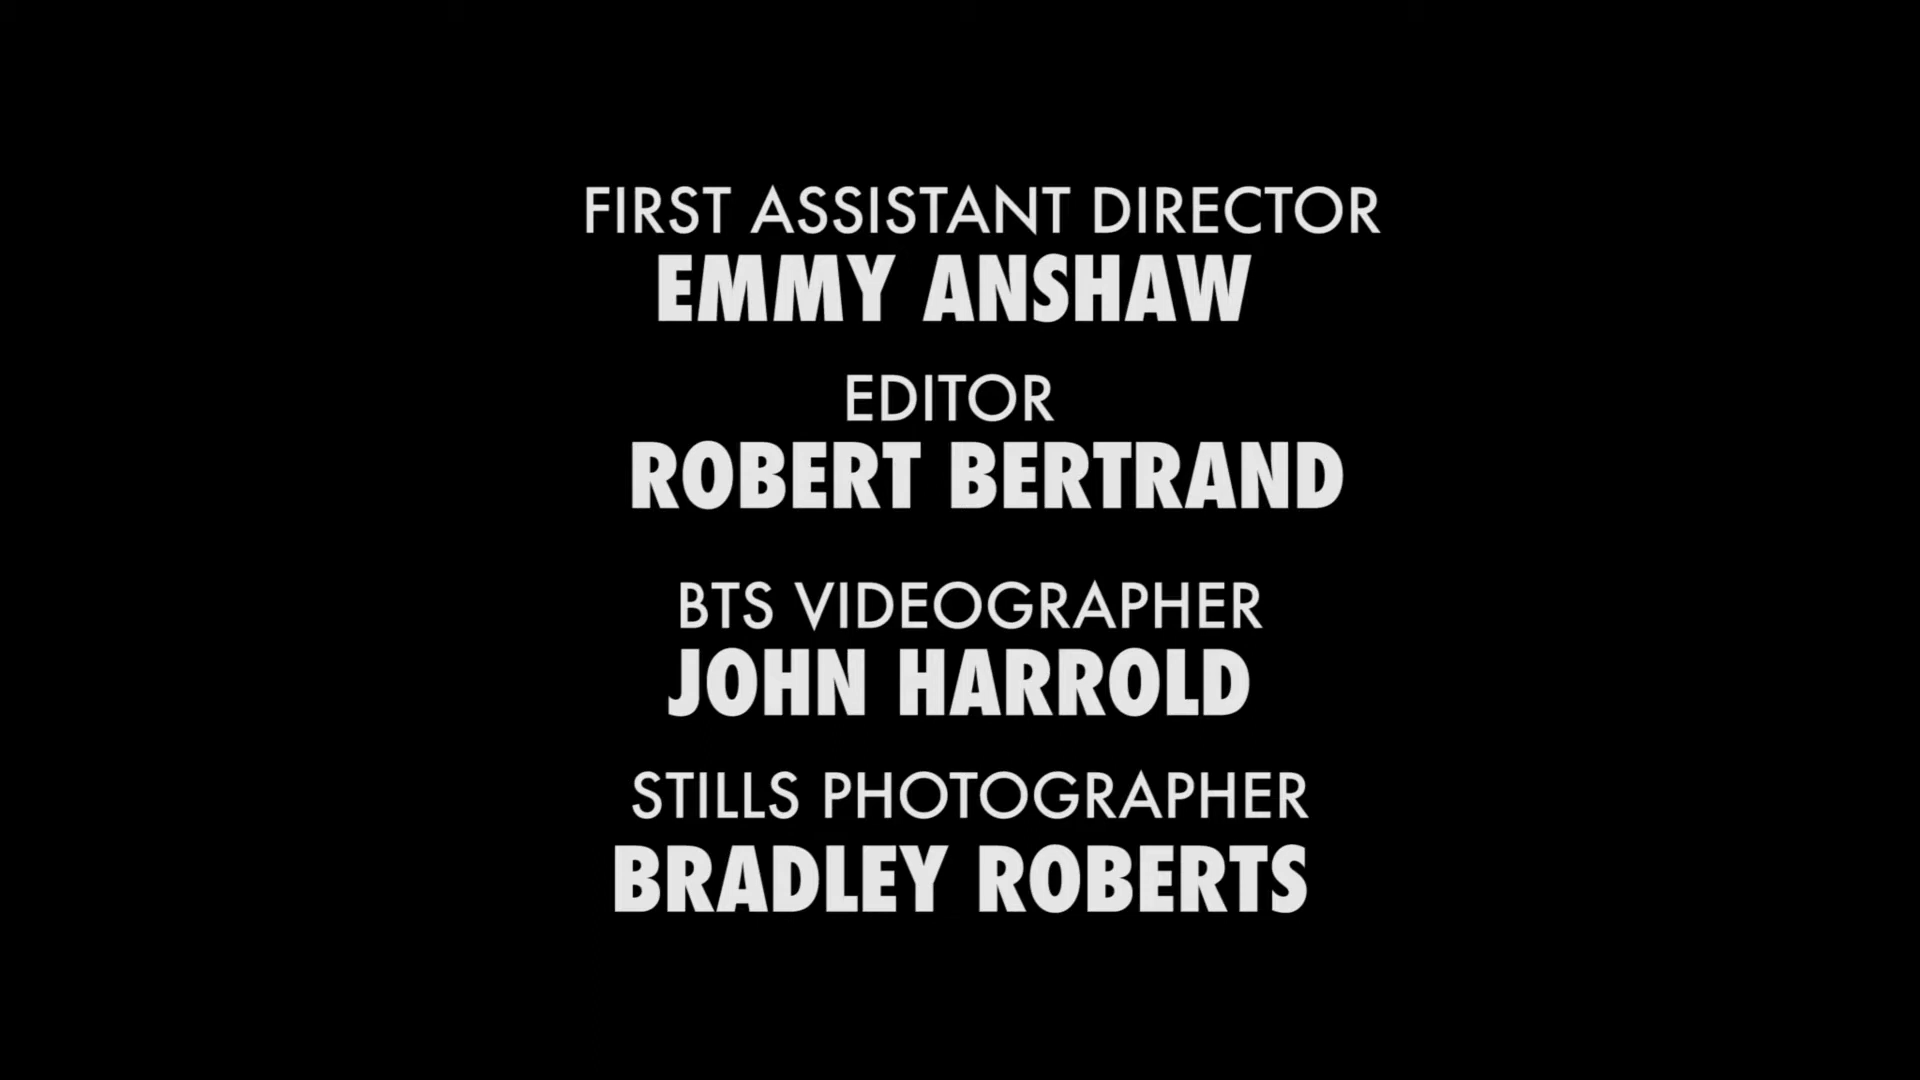 FIRST ASSISTANT DIRECTOR
EMMY ANSHAW
EDITOR
ROBERT BERTRAND
BTS VIDEOGRAPHER
JOHN HARROLD
STILLS PHOTOGRAPHER
BRADLEY ROBERTS